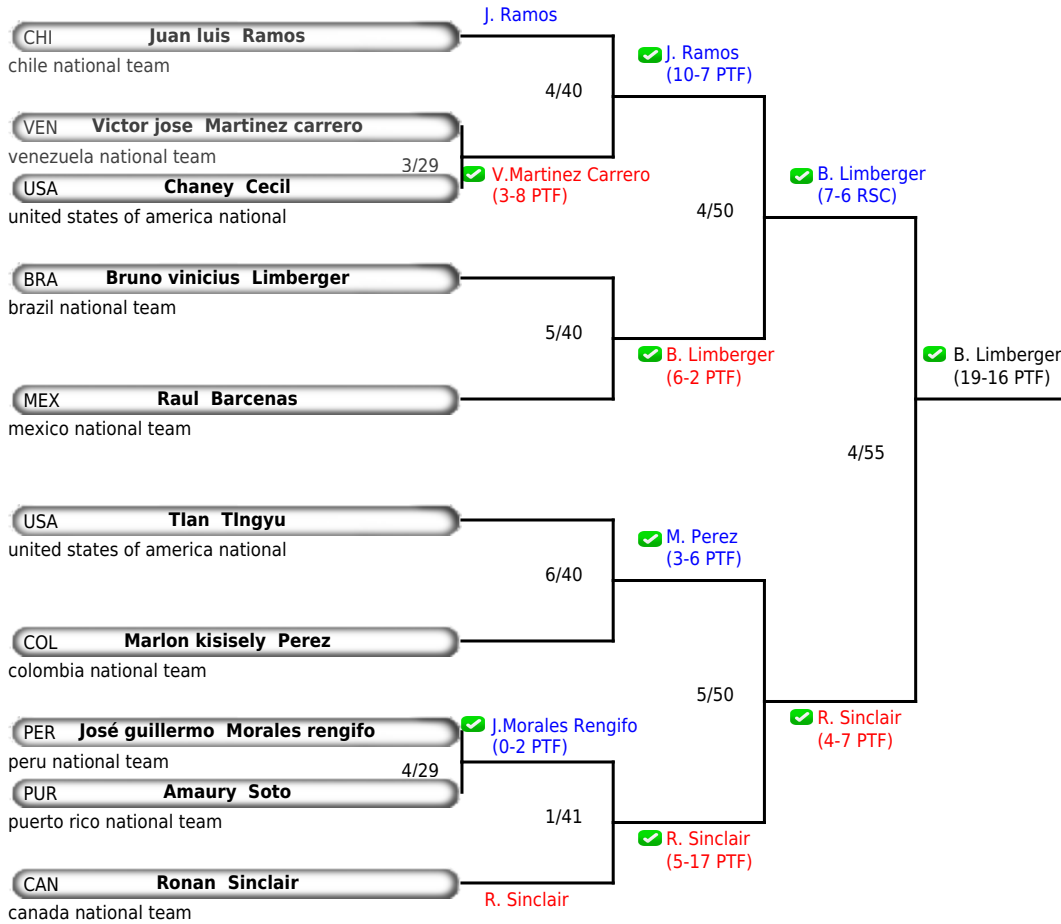 J. Ramos
CHI Juan luis Ramos
chile national team
J. Ramos
(10-7 PTF)
4/40
VEN Victor jose Martinez carrero
venezuela national team
3/29
V.Martinez Carrero
(3-8 PTF)
USA Chaney Cecil
united states of america national
B. Limberger
(7-6 RSC)
4/50
BRA Bruno vinicius Limberger
brazil national team
5/40
B. Limberger
(6-2 PTF)
B. Limberger
(19-16 PTF)
MEX Raul Barcenas
mexico national team
4/55
USA TIan TIngyu
united states of america national
M. Perez
(3-6 PTF)
6/40
COL Marlon kisisely Perez
colombia national team
5/50
PER José guillermo Morales rengifo
peru national team
J.Morales Rengifo
(0-2 PTF)
R. Sinclair
(4-7 PTF)
4/29
PUR Amaury Soto
puerto rico national team
1/41
R. Sinclair
(5-17 PTF)
CAN Ronan Sinclair
canada national team
R. Sinclair